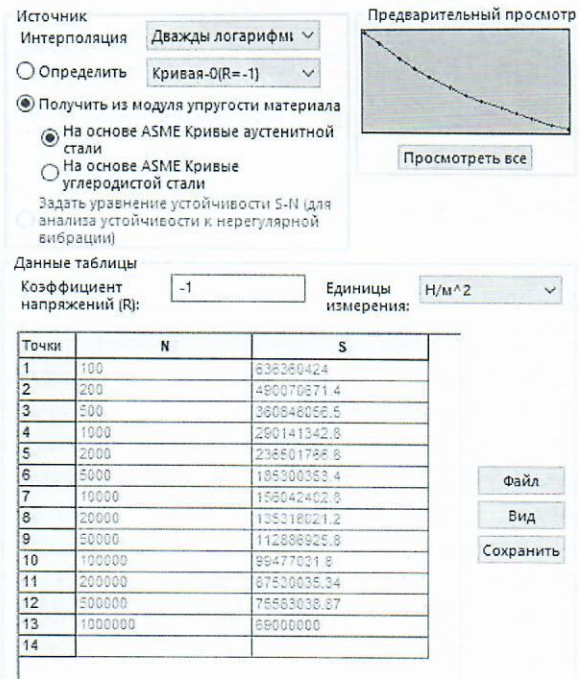 Источник
Предварительный просмотр
Интерполяция
Дважды логарифми
Определить
Кривая-0(R=-1)
Получить из модуля упругости материала
На основе ASME Кривые аустенитной
стали
На основе ASME Кривые
углеродистой стали
Просмотреть все
Задать уравнение устойчивости S-N (для
анализа устойчивости к нерегулярной
вибрации)
Данные таблицы
Коэффициент
напряжений (R):
-1
Единицы
измерения:
Н/м^2
Точки N S
1 100 636360424
2 200 490070671.4
3 500 360648056.5
4 1000 290141342.8
5 2000 236501766.8
6 5000 185300353.4
7 10000 156042402.8
8 20000 135318021.2
9 50000 112886925.8
10 100000 99477031.8
11 200000 87530035.34
12 500000 75583038.87
13 1000000 69000000
14
Файл
Вид
Сохранить